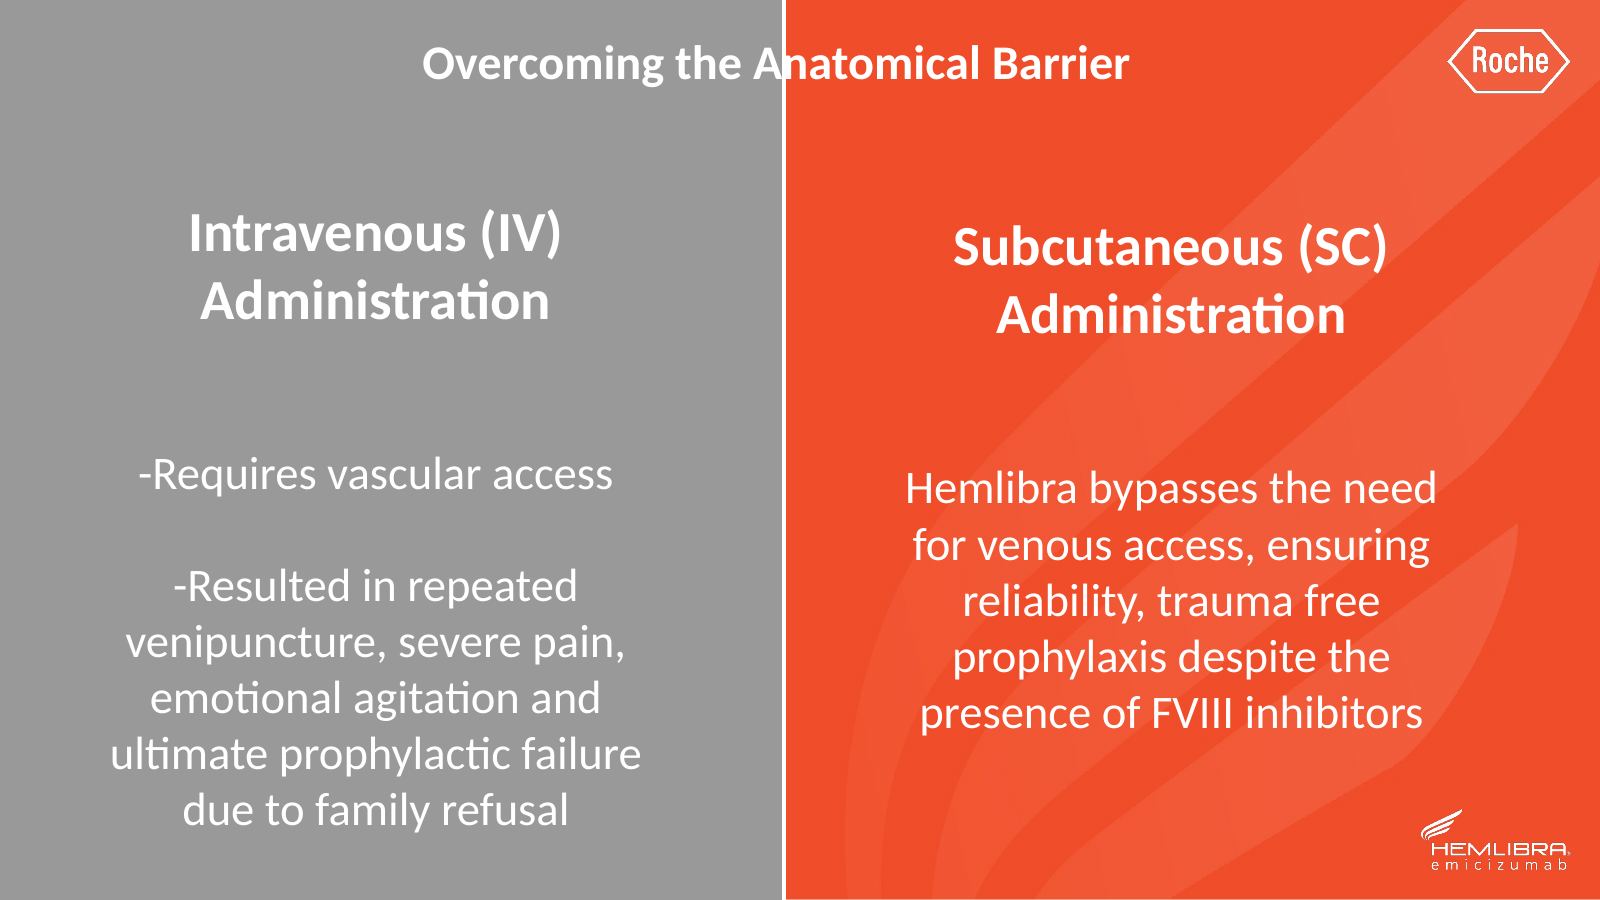 Overcoming the Anatomical Barrier
Roche
Intravenous (IV)
Administration
-Requires vascular access
-Resulted in repeated
venipuncture, severe pain,
emotional agitation and
ultimate prophylactic failure
due to family refusal
Subcutaneous (SC)
Administration
Hemlibra bypasses the need
for venous access, ensuring
reliability, trauma free
prophylaxis despite the
presence of FVIII inhibitors
HEMLIBRA®
emicizumab